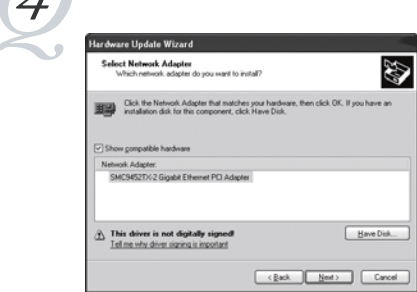 4
Hardware Update Wizard
Select Network Adapter
Which network adapter do you want to install?
Click the Network Adapter that matches your hardware, then click OK. If you have an
installation disk for this component, click Have Disk.
Show compatible hardware
Network Adapter:
SMC9452TX-2 Gigabit Ethernet PCI Adapter
This driver is not digitally signed!
Have Disk...
Tell me why driver signing is important
< Back
Next >
Cancel